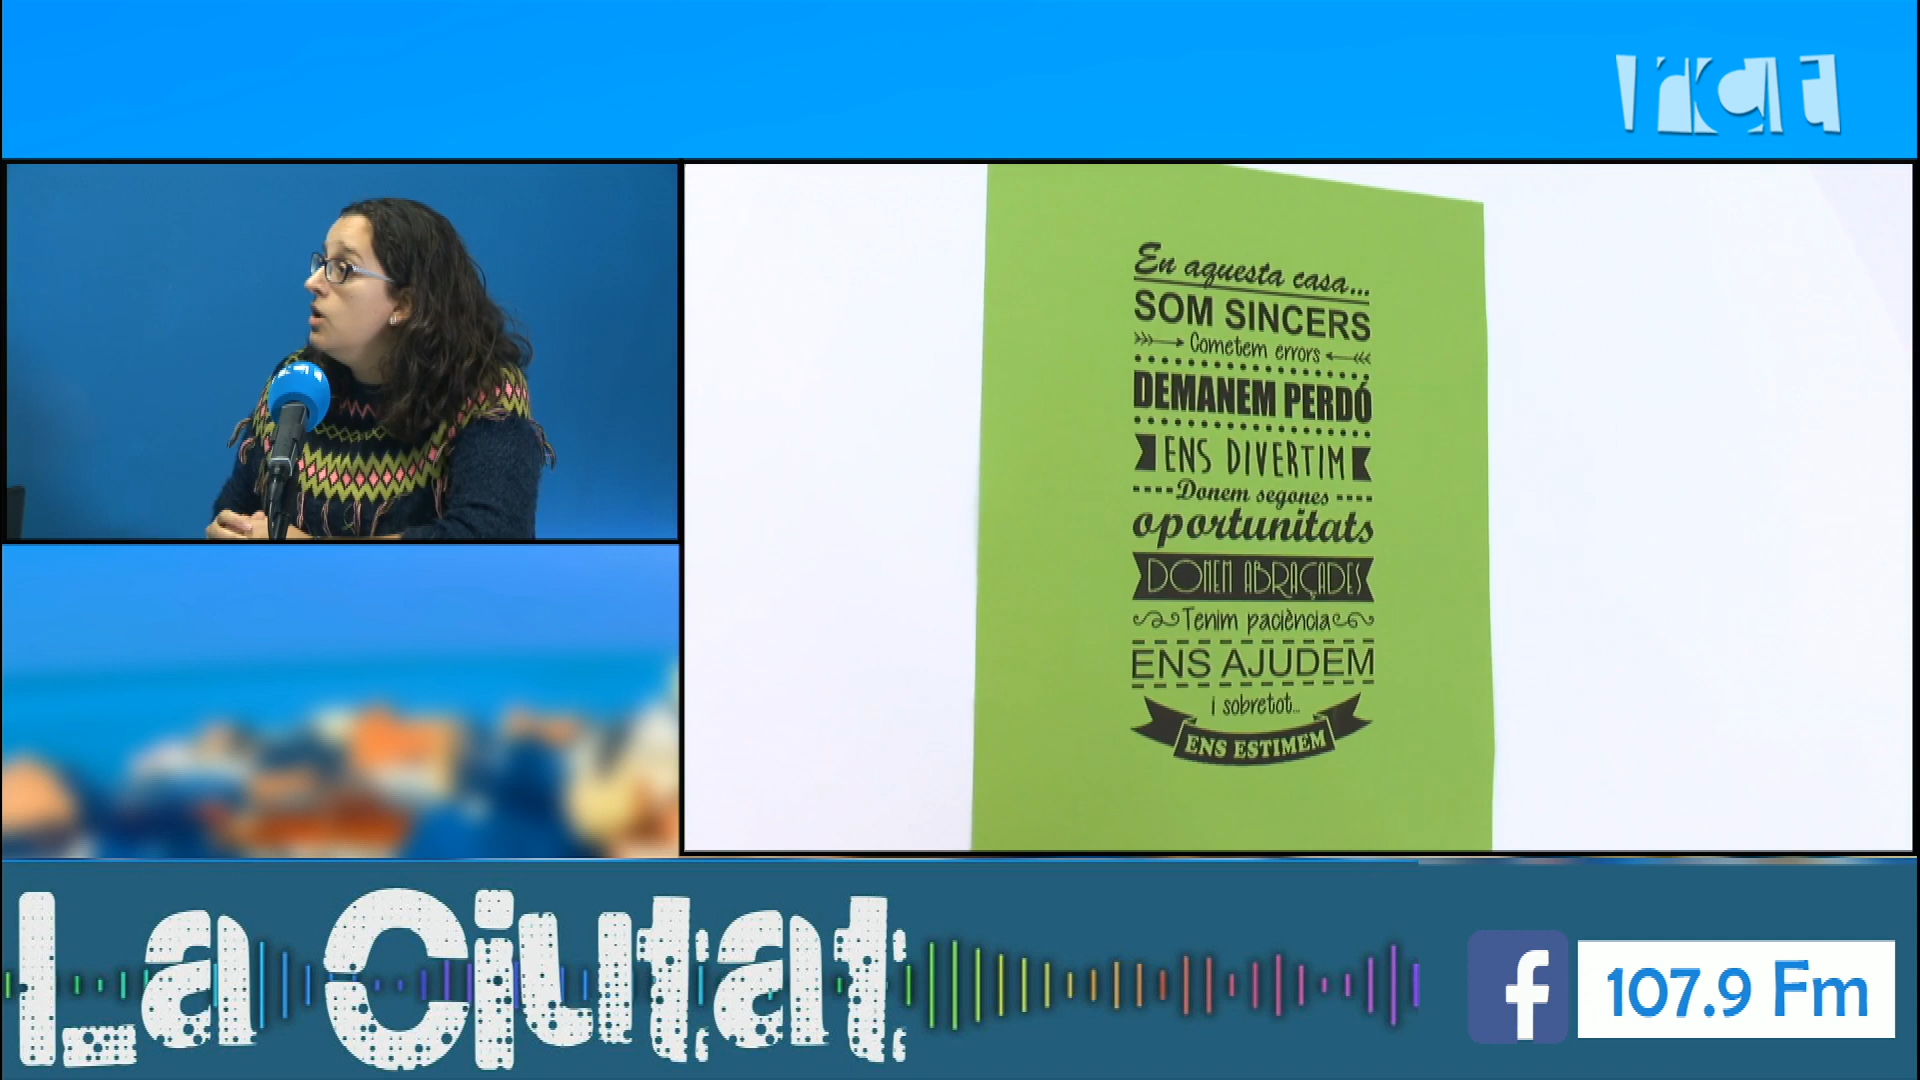 En aquesta casa...
SOM SINCERS
Cometem errors
DEMANEM PERDÓ
ENS DIVERTIM
Donem segones
oportunitats
DONEM ABRAÇADES
Tenim paciència
ENS AJUDEM
i sobretot...
ENS ESTIMEM
La Ciutat
f
107.9 Fm